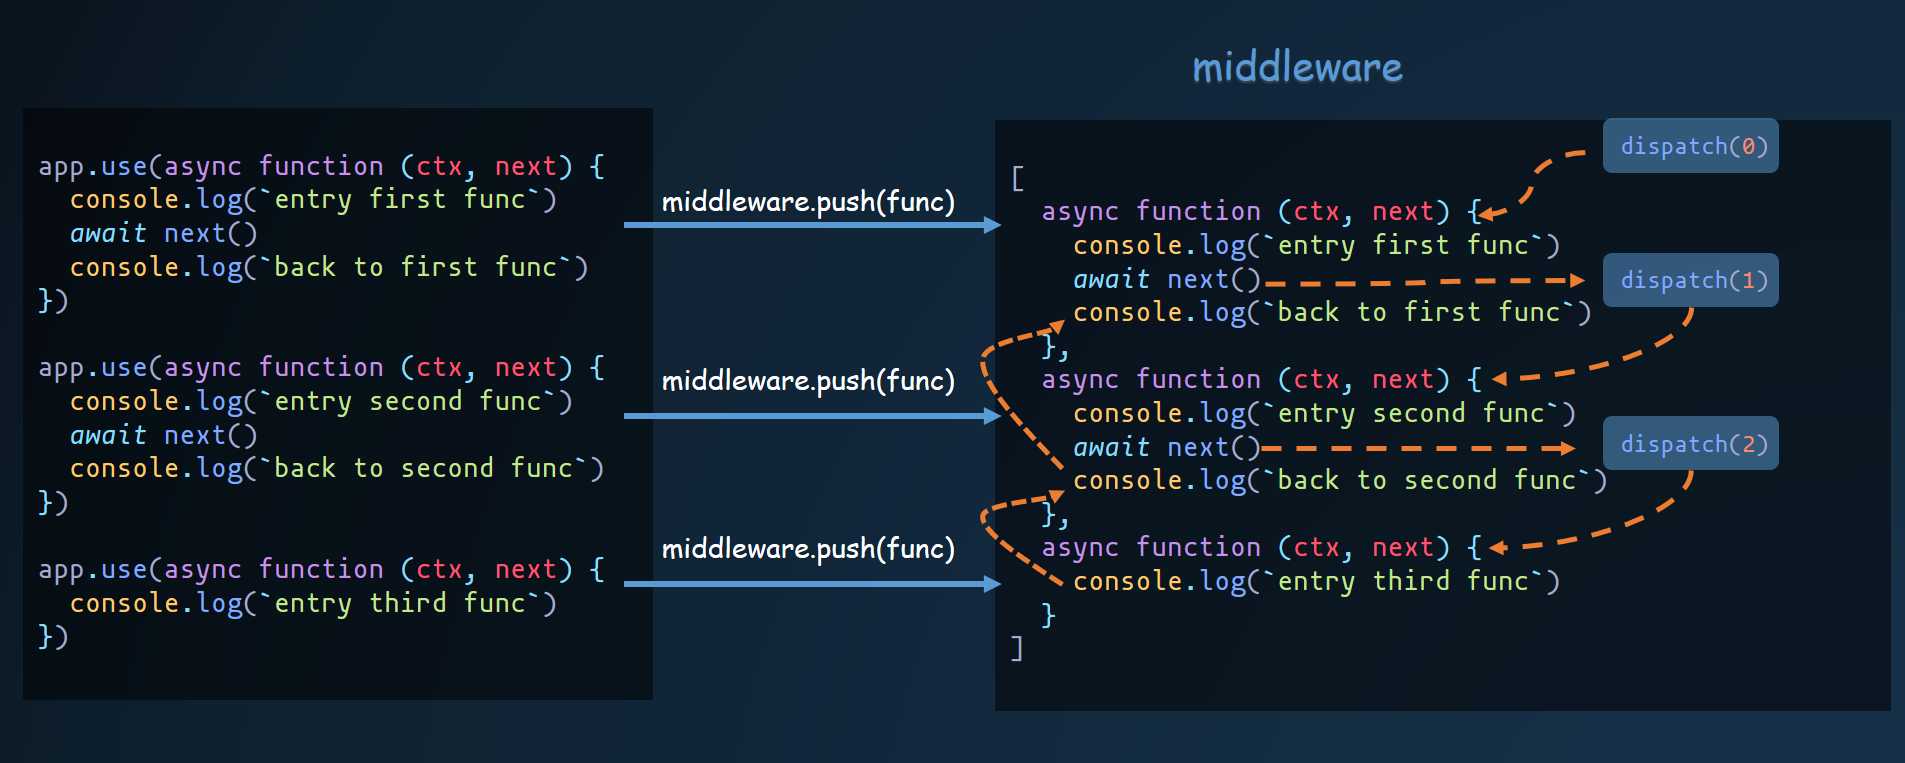 middleware
app.use(async function (ctx, next) {
  console.log(`entry first func`)
  await next()
  console.log(`back to first func`)
})
app.use(async function (ctx, next) {
  console.log(`entry second func`)
  await next()
  console.log(`back to second func`)
})
app.use(async function (ctx, next) {
  console.log(`entry third func`)
})
middleware.push(func)
middleware.push(func)
middleware.push(func)
[
  async function (ctx, next) {
    console.log(`entry first func`)
    await next()
    console.log(`back to first func`)
  },
  async function (ctx, next) {
    console.log(`entry second func`)
    await next()
    console.log(`back to second func`)
  },
  async function (ctx, next) {
    console.log(`entry third func`)
  }
]
dispatch(0)
dispatch(1)
dispatch(2)